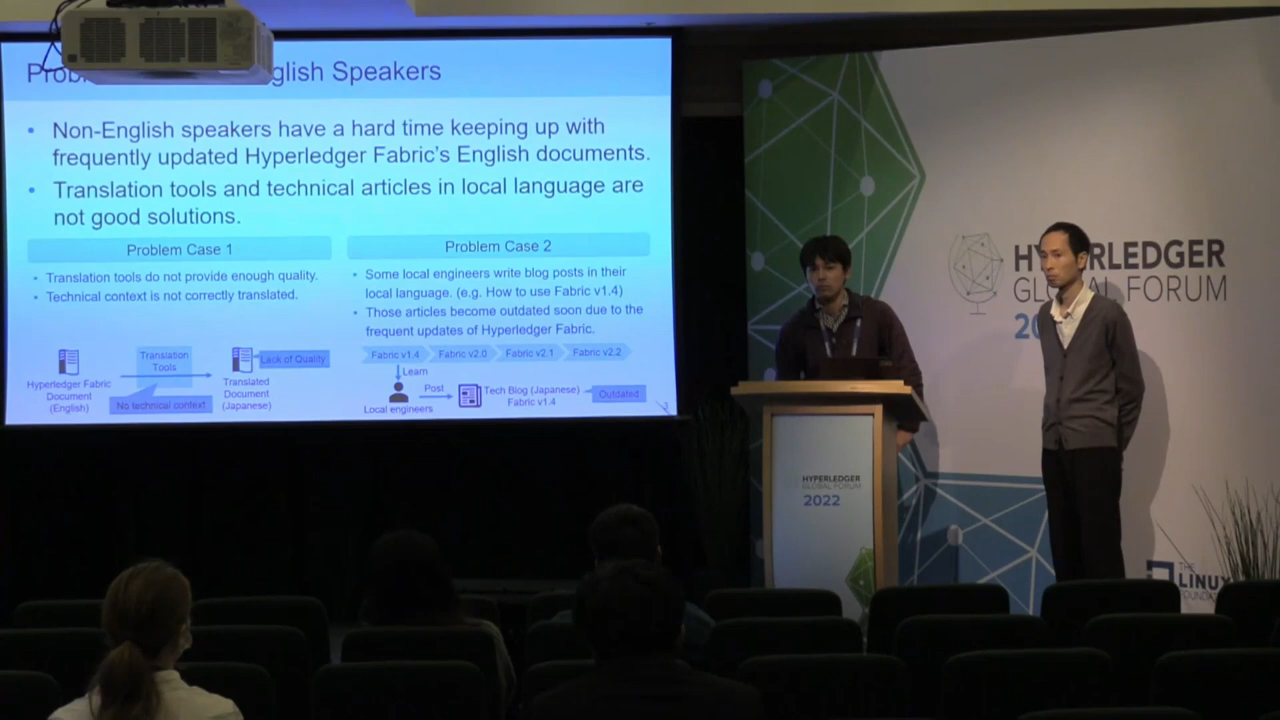 Prob glish Speakers
• Non-English speakers have a hard time keeping up with
frequently updated Hyperledger Fabric's English documents.
• Translation tools and technical articles in local language are
not good solutions.
Problem Case 1
• Translation tools do not provide enough quality.
• Technical context is not correctly translated.
Hyperledger Fabric
Document
(English)
Translation
Tools
No technical context
Translated
Document
(Japanese)
Lack of Quality
Problem Case 2
• Some local engineers write blog posts in their
local language. (e.g. How to use Fabric v1.4)
• Those articles become outdated soon due to the
frequent updates of Hyperledger Fabric.
Fabric v1.4 Fabric v2.0 Fabric v2.1 Fabric v2.2
Learn
Local engineers
Post
Tech Blog (Japanese)
Fabric v1.4
Outdated
HYPERLEDGER
GLOBAL FORUM
2022
HY RLEDGER
GLOBAL FORUM
20
THE
LINUX
FOUNDATION